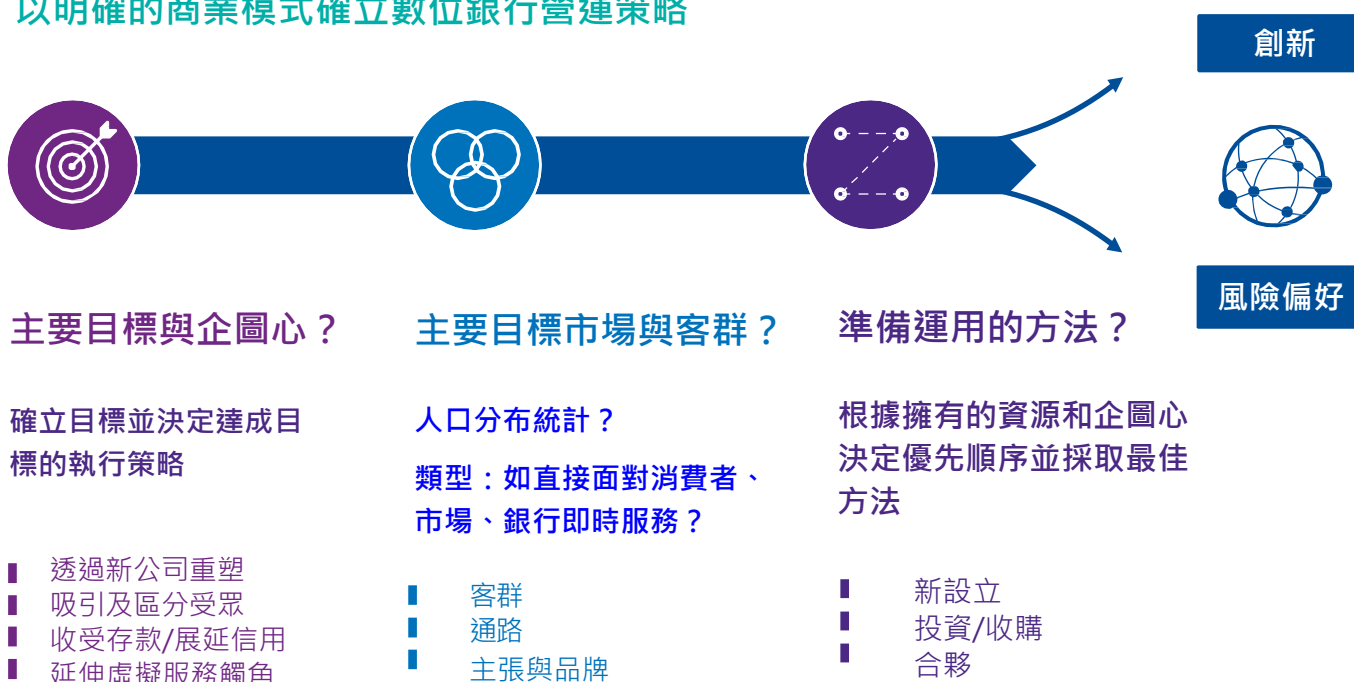 以明確的商業模式確立數位銀行營運策略
創新
風險偏好
主要目標與企圖心？
確立目標並決定達成目
標的執行策略
透過新公司重塑
吸引及區分受眾
收受存款/展延信用
延伸虛擬服務觸角
主要目標市場與客群？
人口分布統計？
類型：如直接面對消費者、
市場、銀行即時服務？
客群
通路
主張與品牌
準備運用的方法？
根據擁有的資源和企圖心
決定優先順序並採取最佳
方法
新設立
投資/收購
合夥